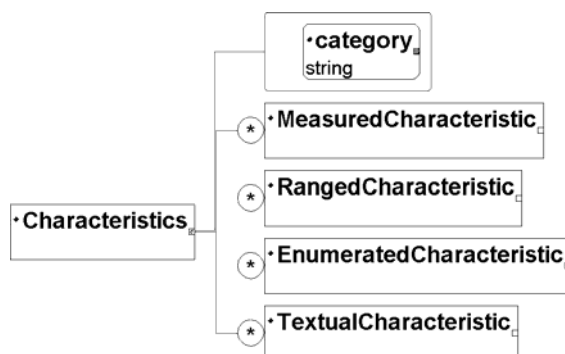 category
string
* MeasuredCharacteristic
* RangedCharacteristic
Characteristics
* EnumeratedCharacteristic
* TextualCharacteristic